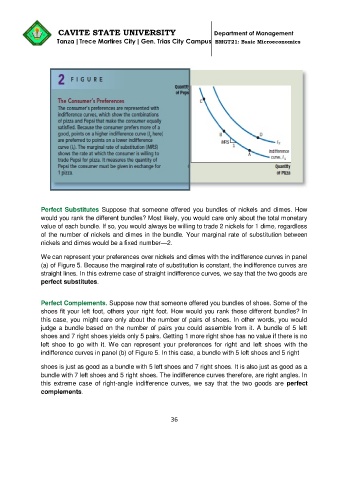 CAVITE STATE UNIVERSITY
Department of Management
Tanza |Trece Martires City | Gen. Trias City Campus
BMGT21: Basic Microeconomics
2 FIGURE
The Consumer's Preferences
The consumer's preferences are represented with
indifference curves, which show the combinations
of pizza and Pepsi that make the consumer equally
satisfied. Because the consumer prefers more of a
good, points on a higher indifference curve (I2 here)
are preferred to points on a lower indifference
curve (I1). The marginal rate of substitution (MRS)
shows the rate at which the consumer is willing to
trade Pepsi for pizza. It measures the quantity of
Pepsi the consumer must be given in exchange for
1 pizza.
Quantity
of Pepsi
C
B
D
MRS
1
A
I2
Indifference
curve, I1
Quantity
of Pizza
Perfect Substitutes Suppose that someone offered you bundles of nickels and dimes. How
would you rank the different bundles? Most likely, you would care only about the total monetary
value of each bundle. If so, you would always be willing to trade 2 nickels for 1 dime, regardless
of the number of nickels and dimes in the bundle. Your marginal rate of substitution between
nickels and dimes would be a fixed number—2.
We can represent your preferences over nickels and dimes with the indifference curves in panel
(a) of Figure 5. Because the marginal rate of substitution is constant, the indifference curves are
straight lines. In this extreme case of straight indifference curves, we say that the two goods are
perfect substitutes.
Perfect Complements. Suppose now that someone offered you bundles of shoes. Some of the
shoes fit your left foot, others your right foot. How would you rank these different bundles? In
this case, you might care only about the number of pairs of shoes. In other words, you would
judge a bundle based on the number of pairs you could assemble from it. A bundle of 5 left
shoes and 7 right shoes yields only 5 pairs. Getting 1 more right shoe has no value if there is no
left shoe to go with it. We can represent your preferences for right and left shoes with the
indifference curves in panel (b) of Figure 5. In this case, a bundle with 5 left shoes and 5 right
shoes is just as good as a bundle with 5 left shoes and 7 right shoes. It is also just as good as a
bundle with 7 left shoes and 5 right shoes. The indifference curves therefore, are right angles. In
this extreme case of right-angle indifference curves, we say that the two goods are perfect
complements.
36